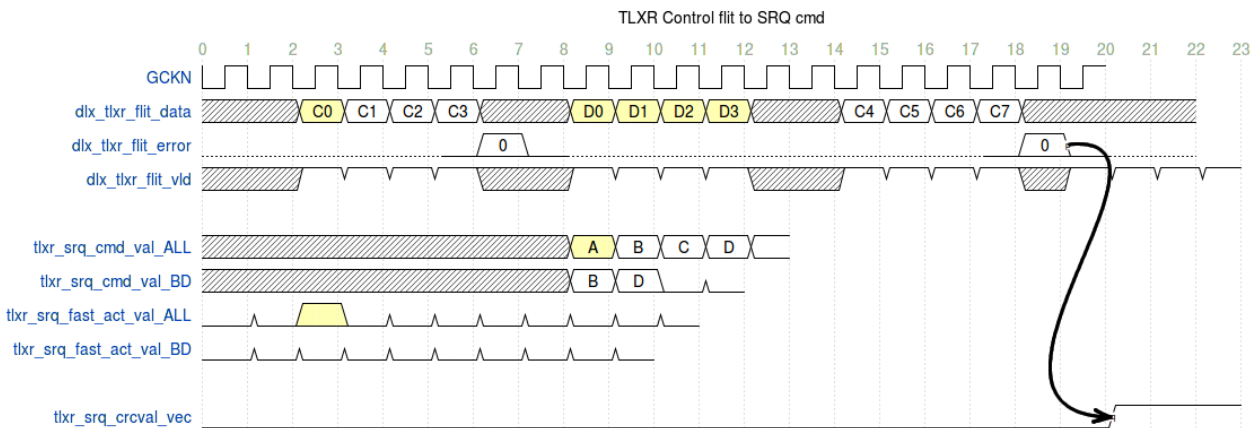 TLXR Control flit to SRQ cmd
0 1 2 3 4 5 6 7 8 9 10 11 12 13 14 15 16 17 18 19 20 21 22 23
GCKN
dlx_tlxr_flit_data C0 C1 C2 C3 D0 D1 D2 D3 C4 C5 C6 C7
dlx_tlxr_flit_error 0 0
dlx_tlxr_flit_vld
tlxr_srq_cmd_val_ALL A B C D
tlxr_srq_cmd_val_BD B D
tlxr_srq_fast_act_val_ALL
tlxr_srq_fast_act_val_BD
tlxr_srq_crcval_vec